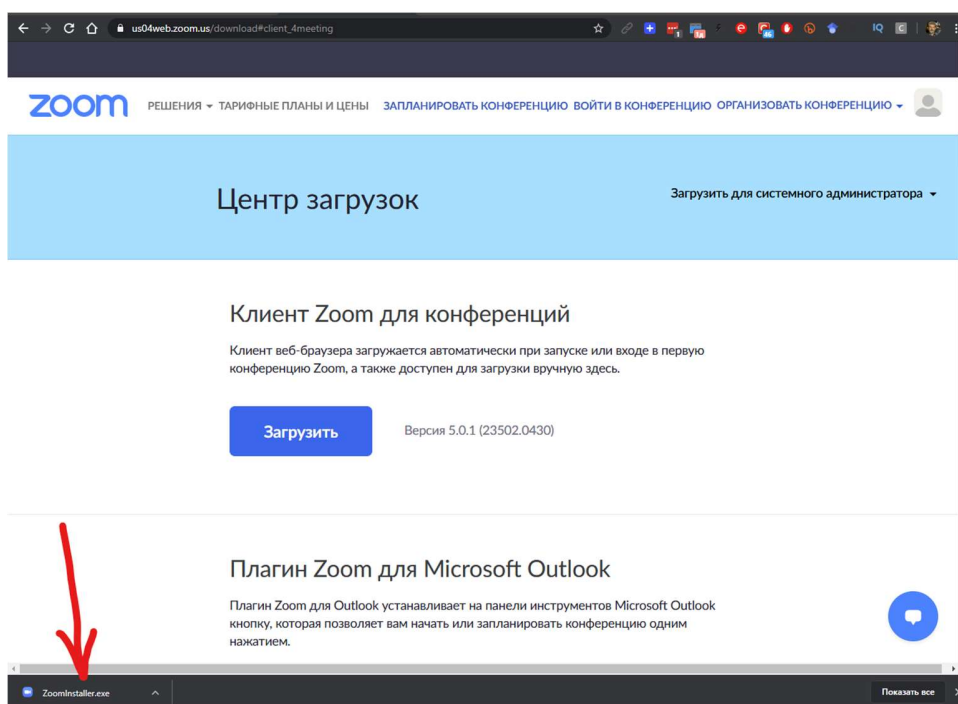 us04web.zoom.us/download#client_4meeting
1
46
IQ
C
zoom
РЕШЕНИЯ
ТАРИФНЫЕ ПЛАНЫ И ЦЕНЫ
ЗАПЛАНИРОВАТЬ КОНФЕРЕНЦИЮ
ВОЙТИ В КОНФЕРЕНЦИЮ
ОРГАНИЗОВАТЬ КОНФЕРЕНЦИЮ
Центр загрузок
Загрузить для системного администратора
Клиент Zoom для конференций
Клиент веб-браузера загружается автоматически при запуске или входе в первую
конференцию Zoom, а также доступен для загрузки вручную здесь.
Загрузить
Версия 5.0.1 (23502.0430)
Плагин Zoom для Microsoft Outlook
Плагин Zoom для Outlook устанавливает на панели инструментов Microsoft Outlook
кнопку, которая позволяет вам начать или запланировать конференцию одним
нажатием.
ZoomInstaller.exe
Показать все